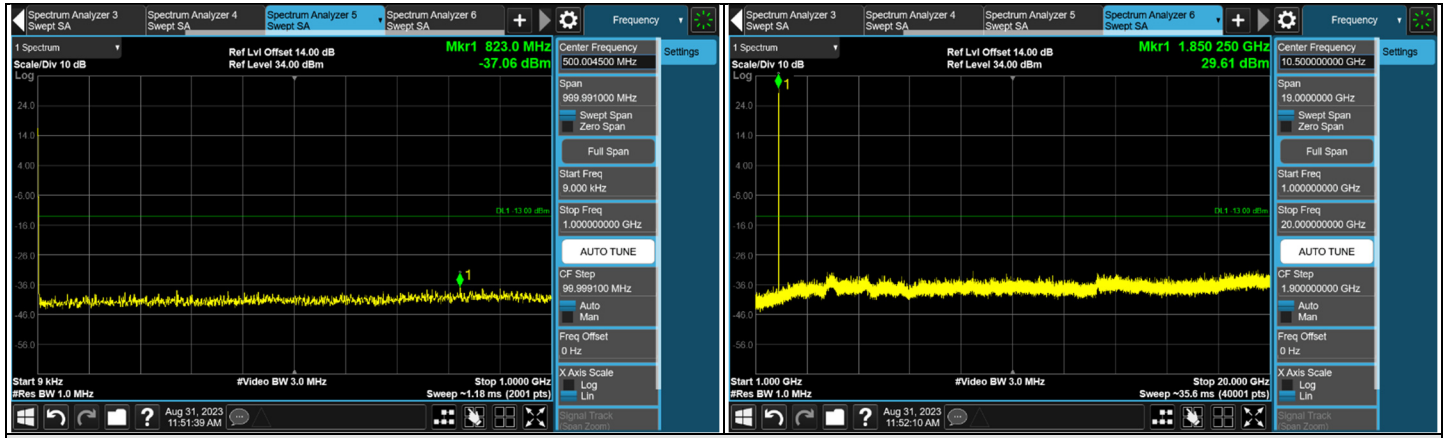 Spectrum Analyzer 3
Swept SA
Spectrum Analyzer 4
Swept SA
Spectrum Analyzer 5
Swept SA
Spectrum Analyzer 6
Swept SA
Frequency
1 Spectrum
Scale/Div 10 dB
Log
Ref Lvl Offset 14.00 dB
Ref Level 34.00 dBm
Mkr1 823.0 MHz
-37.06 dBm
24.0
14.0
4.00
-6.00
-16.0
-26.0
-36.0
-46.0
-56.0
DL1 -13.00 dBm
1
Start 9 kHz
#Res BW 1.0 MHz
#Video BW 3.0 MHz
Stop 1.0000 GHz
Sweep ~1.18 ms (2001 pts)
Center Frequency
500.004500 MHz
Settings
Span
999.991000 MHz
Swept Span
Zero Span
Full Span
Start Freq
9.000 kHz
Stop Freq
1.000000000 GHz
AUTO TUNE
CF Step
99.999100 MHz
Auto
Man
Freq Offset
0 Hz
X Axis Scale
Log
Lin
Signal Track
(Span Zoom)
?
Aug 31, 2023
11:51:39 AM
Spectrum Analyzer 3
Swept SA
Spectrum Analyzer 4
Swept SA
Spectrum Analyzer 5
Swept SA
Spectrum Analyzer 6
Swept SA
Frequency
1 Spectrum
Scale/Div 10 dB
Log
Ref Lvl Offset 14.00 dB
Ref Level 34.00 dBm
Mkr1 1.850 250 GHz
29.61 dBm
1
24.0
14.0
4.00
-6.00
-16.0
-26.0
-36.0
-46.0
-56.0
DL1 -13.00 dBm
Start 1.000 GHz
#Res BW 1.0 MHz
#Video BW 3.0 MHz
Stop 20.000 GHz
Sweep ~35.6 ms (40001 pts)
Center Frequency
10.500000000 GHz
Settings
Span
19.0000000 GHz
Swept Span
Zero Span
Full Span
Start Freq
1.000000000 GHz
Stop Freq
20.000000000 GHz
AUTO TUNE
CF Step
1.900000000 GHz
Auto
Man
Freq Offset
0 Hz
X Axis Scale
Log
Lin
Signal Track
(Span Zoom)
?
Aug 31, 2023
11:52:10 AM